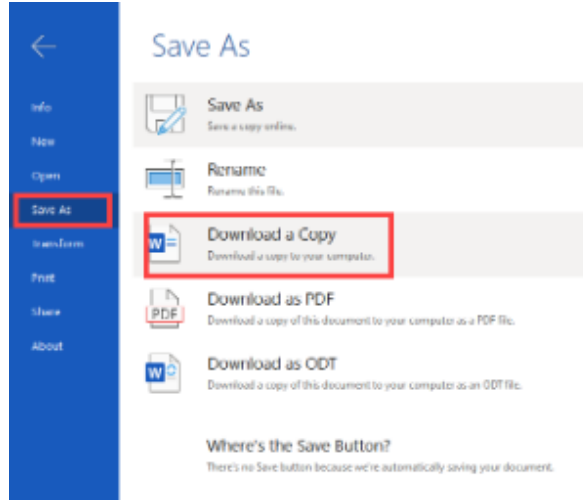 Save As
Info
New
Open
Save As
Transform
Print
Share
About
Save As
Save a copy online.
Rename
Rename this file.
W
Download a Copy
Download a copy to your computer.
PDF
Download as PDF
Download a copy of this document to your computer as a PDF file.
W
Download as ODT
Download a copy of this document to your computer as an ODT file.
Where's the Save Button?
There's no Save button because we're automatically saving your document.